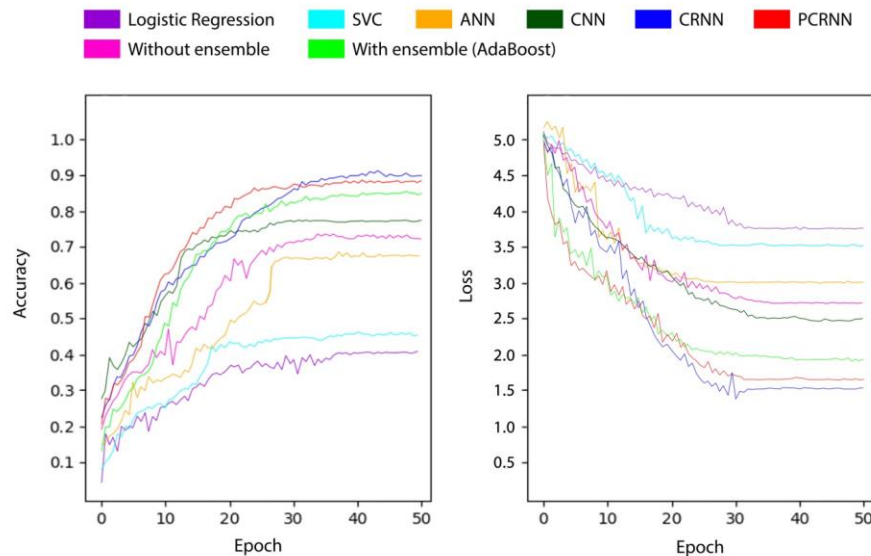 Logistic Regression SVC ANN CNN CRNN PCRNN
Without ensemble With ensemble (AdaBoost)
1.0
0.9
0.8
0.7
0.6
0.5
0.4
0.3
0.2
0.1
Accuracy
0 10 20 30 40 50
Epoch
5.0
4.5
4.0
3.5
3.0
2.5
2.0
1.5
1.0
0.5
Loss
0 10 20 30 40 50
Epoch